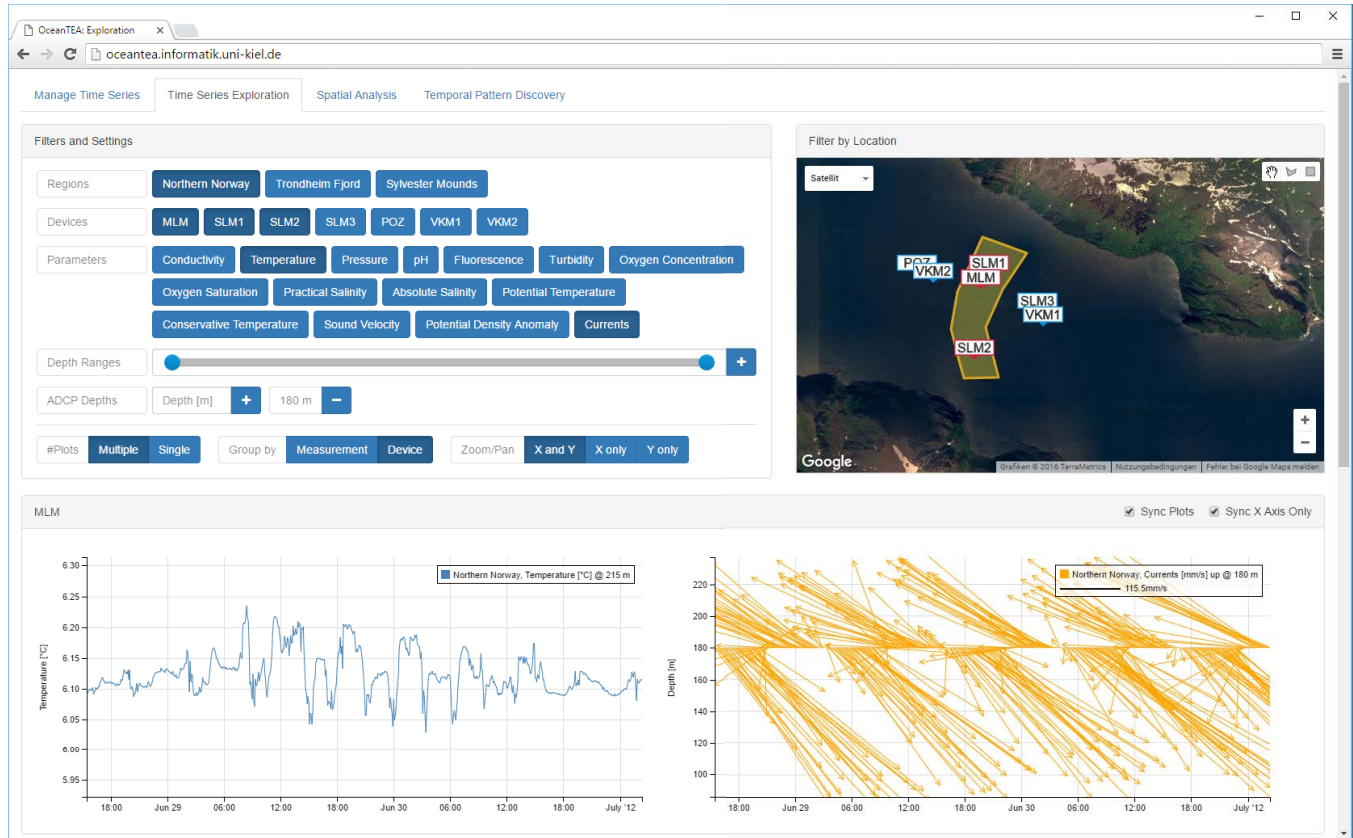 OceanTEA: Exploration
oceantea.informatik.uni-kiel.de
Manage Time Series Time Series Exploration Spatial Analysis Temporal Pattern Discovery
Filters and Settings
Regions Northern Norway Trondheim Fjord Sylvester Mounds
Devices MLM SLM1 SLM2 SLM3 POZ VKM1 VKM2
Parameters Conductivity Temperature Pressure pH Fluorescence Turbidity Oxygen Concentration
Oxygen Saturation Practical Salinity Absolute Salinity Potential Temperature
Conservative Temperature Sound Velocity Potential Density Anomaly Currents
Depth Ranges +
ADCP Depths Depth [m] + 180 m −
#Plots Multiple Single Group by Measurement Device Zoom/Pan X and Y X only Y only
Filter by Location
Satellit
POZ
VKM2
SLM1
MLM
SLM3
VKM1
SLM2
+
−
Google
Grafiken © 2016 TerraMetrics Nutzungsbedingungen Fehler bei Google Maps melden
MLM Sync Plots Sync X Axis Only
Temperature [°C]
6.30
6.25
6.20
6.15
6.10
6.05
6.00
5.95
Northern Norway, Temperature [°C] @ 215 m
18:00 Jun 29 06:00 12:00 18:00 Jun 30 06:00 12:00 18:00 July '12
Depth [m]
220
200
180
160
140
120
100
Northern Norway, Currents [mm/s] up @ 180 m
115.5mm/s
18:00 Jun 29 06:00 12:00 18:00 Jun 30 06:00 12:00 18:00 July '12